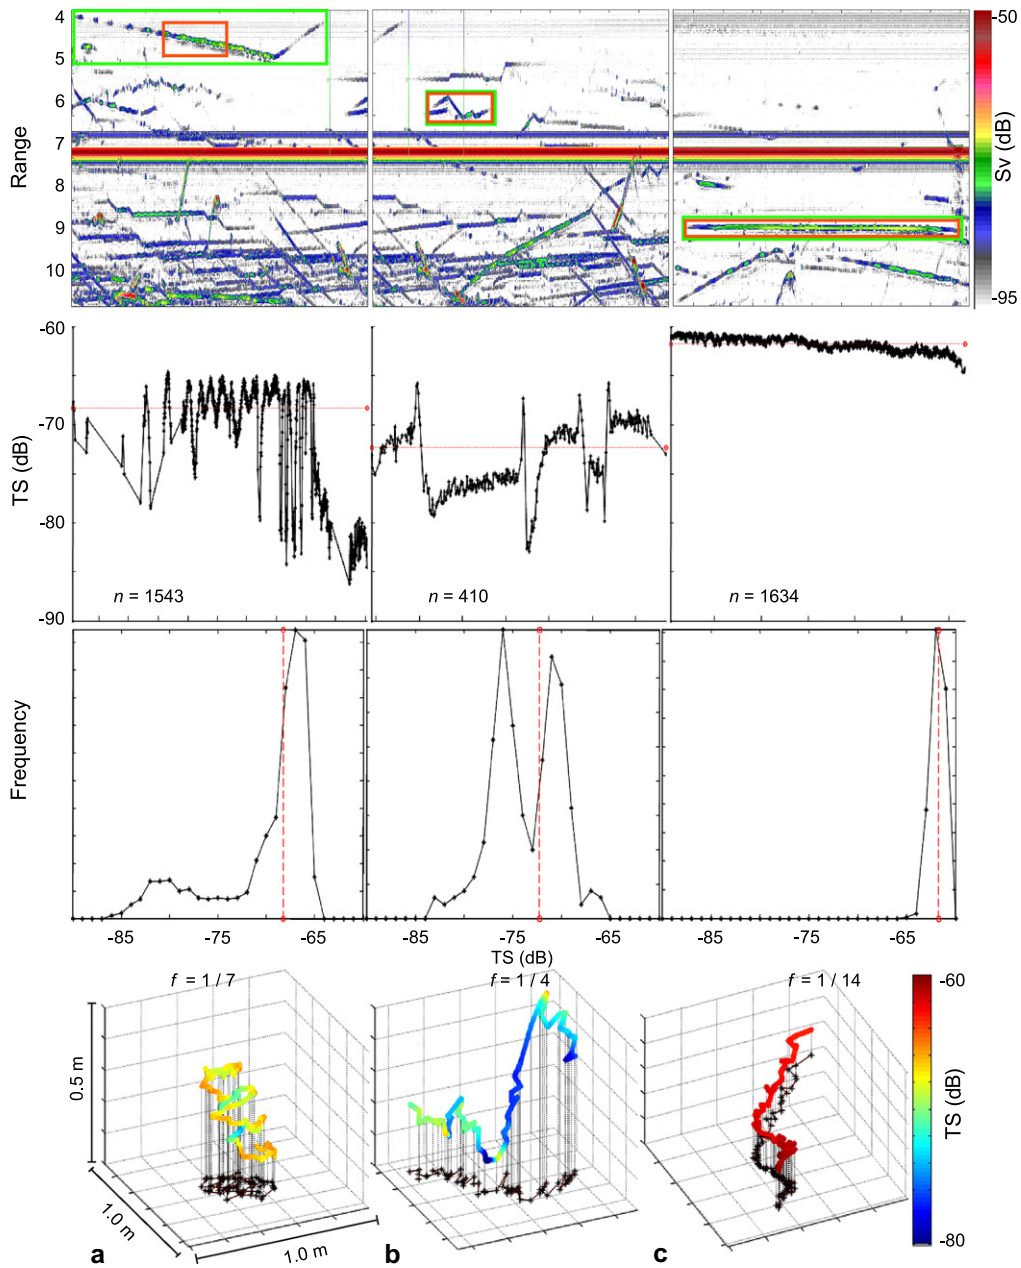 4
5
6
7
8
9
10
Range
-50
-95
Sv (dB)
-60
-70
-80
-90
TS (dB)
n = 1543
n = 410
n = 1634
Frequency
-85
-75
-65
-85
-75
-65
-85
-75
-65
TS (dB)
f = 1 / 7
f = 1 / 4
f = 1 / 14
0.5 m
1.0 m
1.0 m
-60
-80
TS (dB)
a
b
c